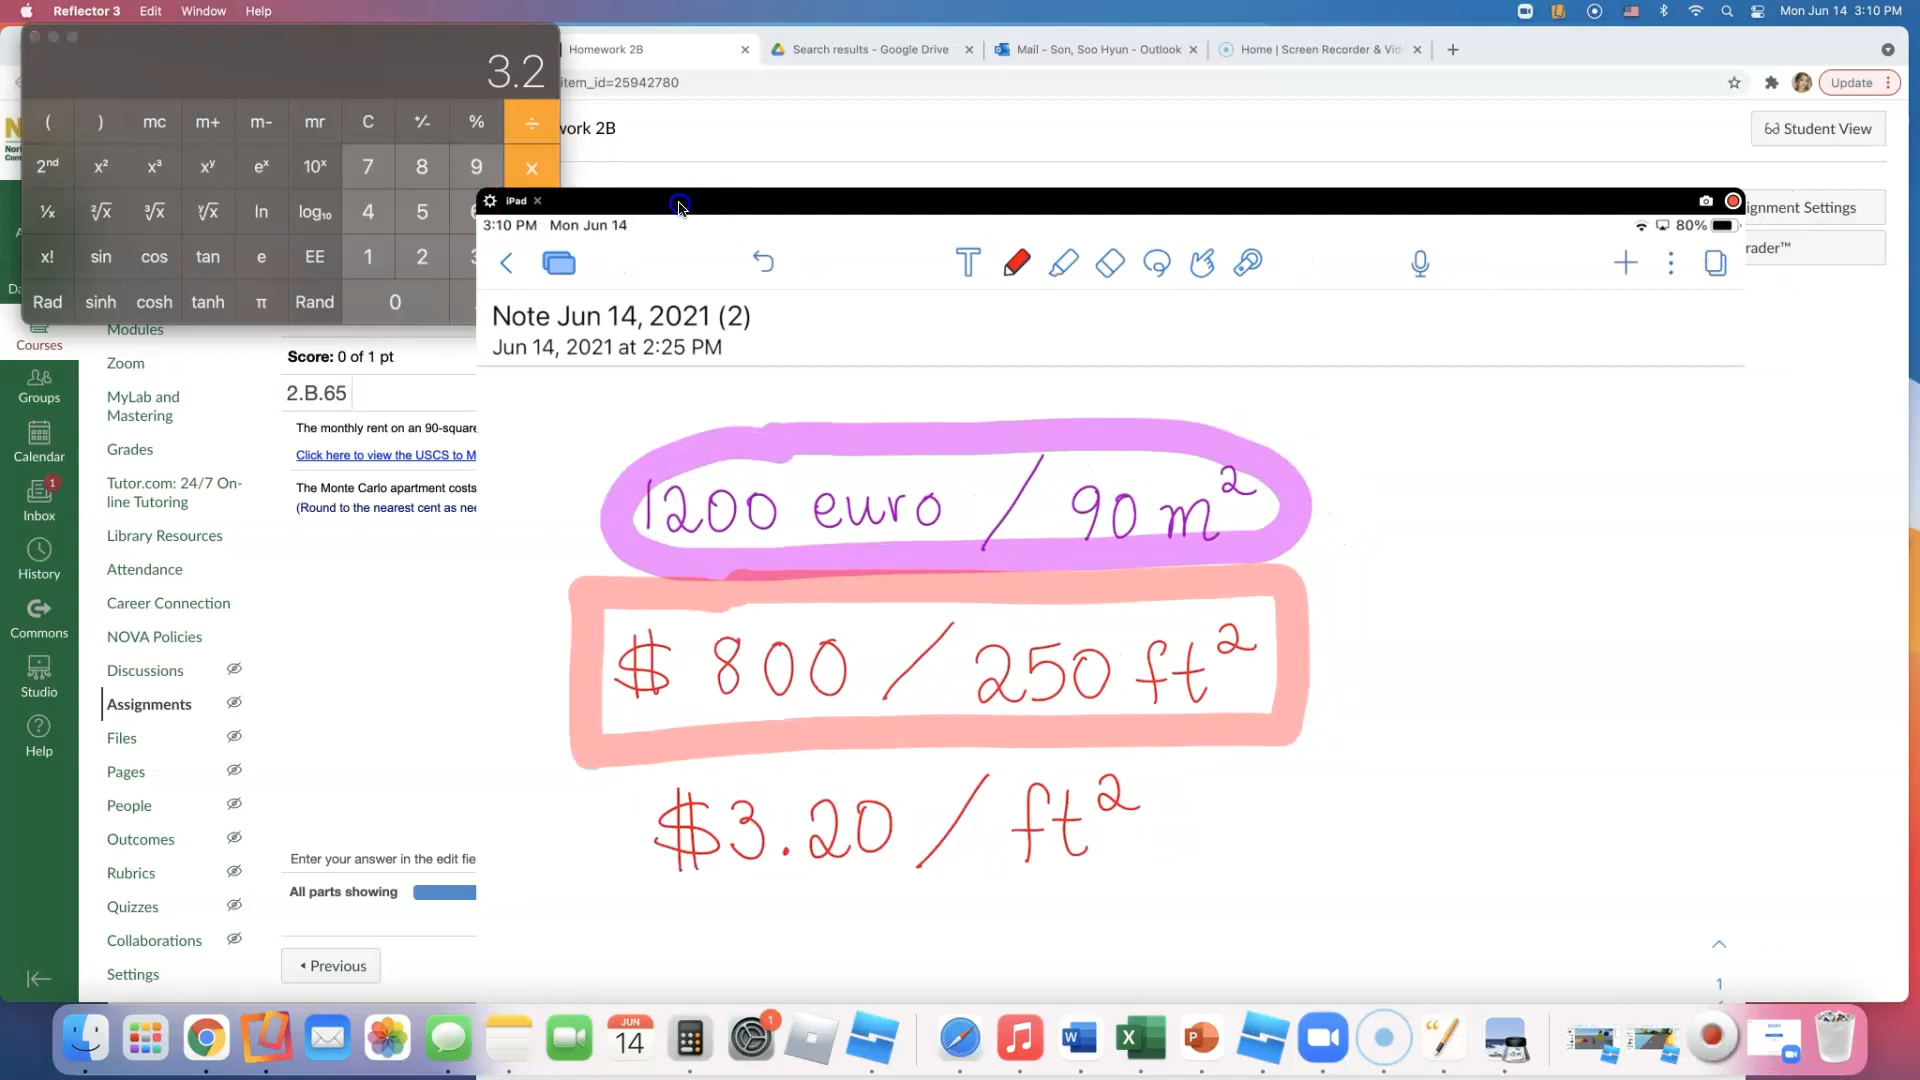 Reflector 3 Edit Window Help Mon Jun 14 3:10 PM
Homework 2B Search results - Google Drive Mail - Son, Soo Hyun - Outlook Home | Screen Recorder & Vid
item_id=25942780 Update
3.2
( ) mc m+ m- mr C +/- % ÷
2nd x² x³ xʸ eˣ 10ˣ 7 8 9 x
¹/x ²√x ³√x ʸ√x ln log₁₀ 4 5
x! sin cos tan e EE 1 2
Rad sinh cosh tanh π Rand 0
work 2B
Student View
Assignment Settings
iPad
3:10 PM Mon Jun 14 80%
T
Note Jun 14, 2021 (2)
Jun 14, 2021 at 2:25 PM
1200 euro / 90 m²
$ 800 / 250 ft²
$3.20 / ft²
1
Courses
Groups
Calendar
1
Inbox
History
Commons
Studio
Help
Modules
Zoom
MyLab and
Mastering
Grades
Tutor.com: 24/7 On-
line Tutoring
Library Resources
Attendance
Career Connection
NOVA Policies
Discussions
Assignments
Files
Pages
People
Outcomes
Rubrics
Quizzes
Collaborations
Settings
Score: 0 of 1 pt
2.B.65
The monthly rent on an 90-square
Click here to view the USCS to M
The Monte Carlo apartment costs
(Round to the nearest cent as nee
Enter your answer in the edit fie
All parts showing
Previous
JUN
14
1